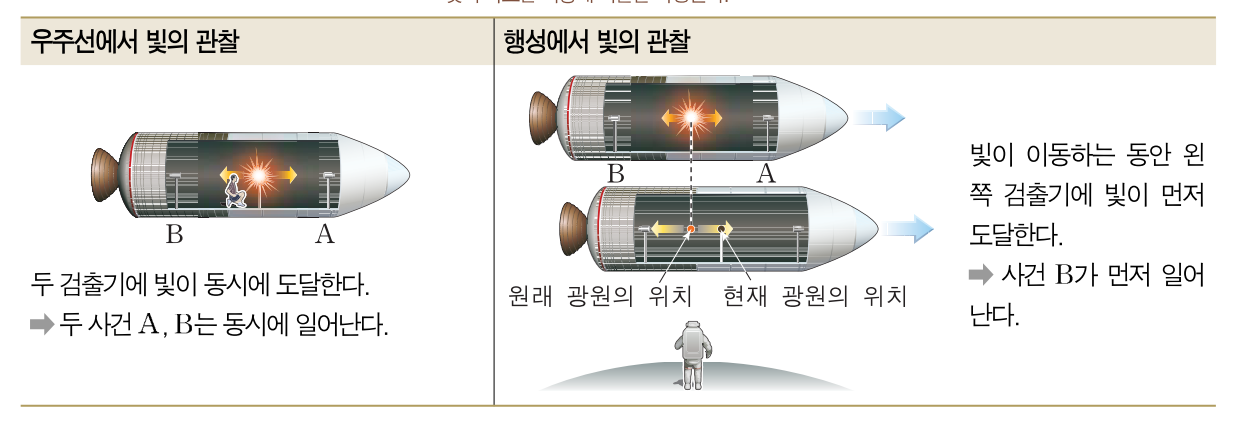 우주선에서 빛의 관찰
B
A
두 검출기에 빛이 동시에 도달한다.
➡ 두 사건 A, B는 동시에 일어난다.
행성에서 빛의 관찰
B
A
원래 광원의 위치
현재 광원의 위치
빛이 이동하는 동안 왼
쪽 검출기에 빛이 먼저
도달한다.
➡ 사건 B가 먼저 일어
난다.